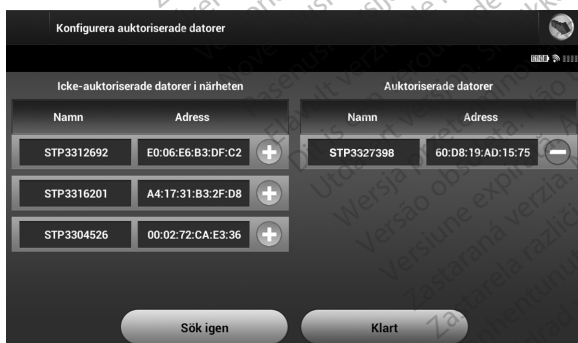 Konfigurera auktoriserade datorer
Icke-auktoriserade datorer i närheten
Namn Adress
STP3312692 E0:06:E6:B3:DF:C2
STP3316201 A4:17:31:B3:2F:D8
STP3304526 00:02:72:CA:E3:36
Auktoriserade datorer
Namn Adress
STP3327398 60:D8:19:AD:15:75
Sök igen Klart